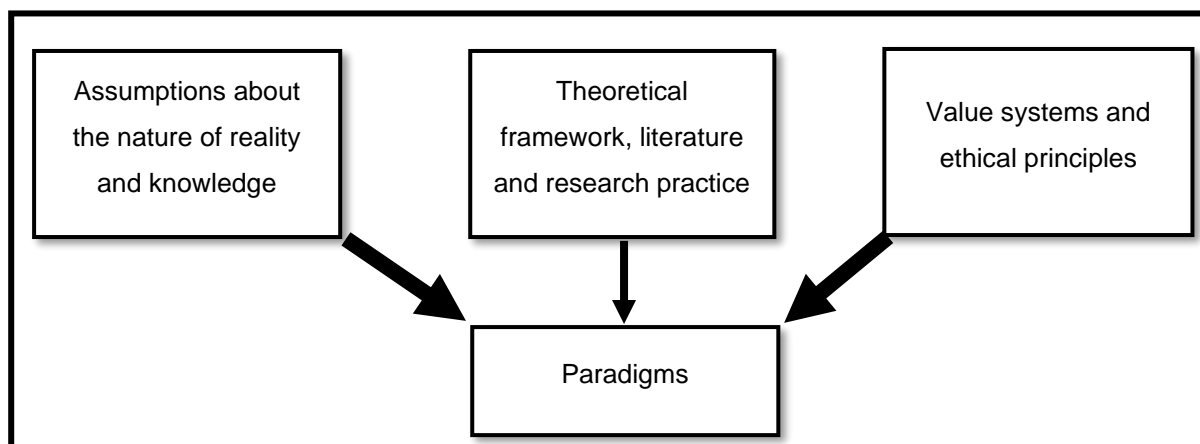 Assumptions about
the nature of reality
and knowledge
Theoretical
framework, literature
and research practice
Value systems and
ethical principles
Paradigms